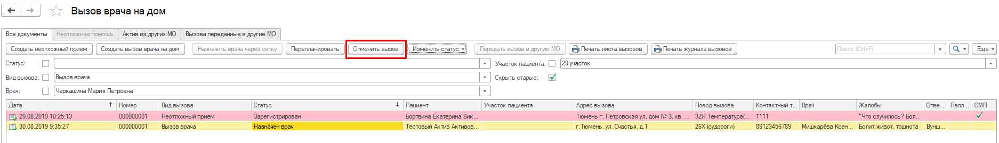 Вызов врача на дом
Все документы Неотложная помощь Актив из других МО Вызова переданные в другие МО
Создать неотложный прием Создать вызов врача на дом Назначить врача через сетку Перепланировать Отменить вызов Изменить статус Передать вызов в другую МО Печать листа вызовов Печать журнала вызовов Поиск (Ctrl+F) × Еще
Статус: Участок пациента: 29 участок
Вид вызова: Вызов врача Скрыть старые:
Врач: Черкашина Мария Петровна
Дата Номер Вид вызова Статус Пациент Участок пациента Адрес вызова Повод вызова Контактный т... Врач Жалобы Отве... Палл... СМП
29.08.2019 10:25:13 000000001 Неотложный прием Зарегистрирован Бортвина Екатерина Вик... Тюмень г, Петровская ул, дом № 3, кв. ... 32Я Температура(... 1111 "Что случилось? Бол...
30.08.2019 9:35:27 000000001 Вызов врача Назначен врач Тестовый Актив Активов... г.Тюмень, ул. Счастья, д.1 26Х (судороги) 89123456789 Мишкарёва Ксен... Болит живот, тошнота Вунш...